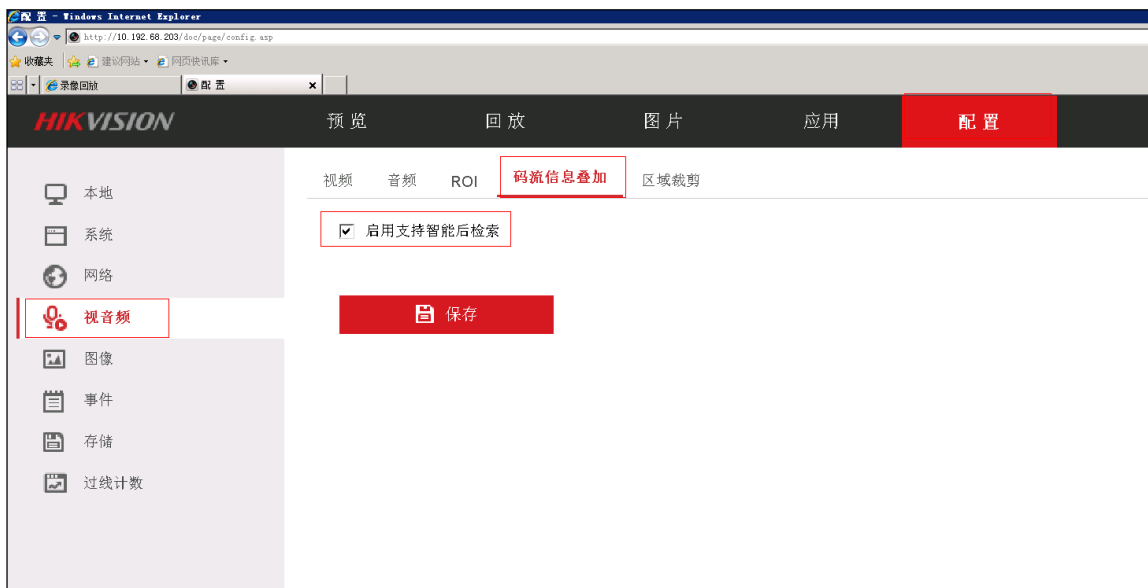 配 置 - Windows Internet Explorer
http://10.192.68.203/doc/page/config.asp
收藏夹 建议网站 网页快讯库
录像回放 配 置
HIKVISION 预 览 回 放 图 片 应用 配 置
视频 音频 ROI 码流信息叠加 区域裁剪
本地
启用支持智能后检索
系统
网络
保存
视音频
图像
事件
存储
过线计数